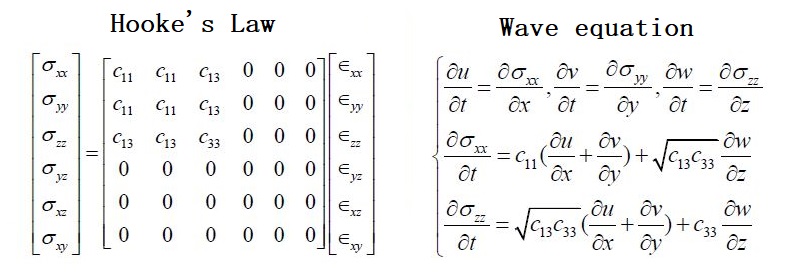 Hooke's Law
Wave equation
σxx c11 c11 c13 0 0 0 ∈xx
σyy c11 c11 c13 0 0 0 ∈yy
σzz c13 c13 c33 0 0 0 ∈zz
=
σyz 0 0 0 0 0 0 ∈yz
σxz 0 0 0 0 0 0 ∈xz
σxy 0 0 0 0 0 0 ∈xy
∂u/∂t = ∂σxx/∂x, ∂v/∂t = ∂σyy/∂y, ∂w/∂t = ∂σzz/∂z
∂σxx/∂t = c11(∂u/∂x + ∂v/∂y) + √(c13c33) ∂w/∂z
∂σzz/∂t = √(c13c33) (∂u/∂x + ∂v/∂y) + c33 ∂w/∂z